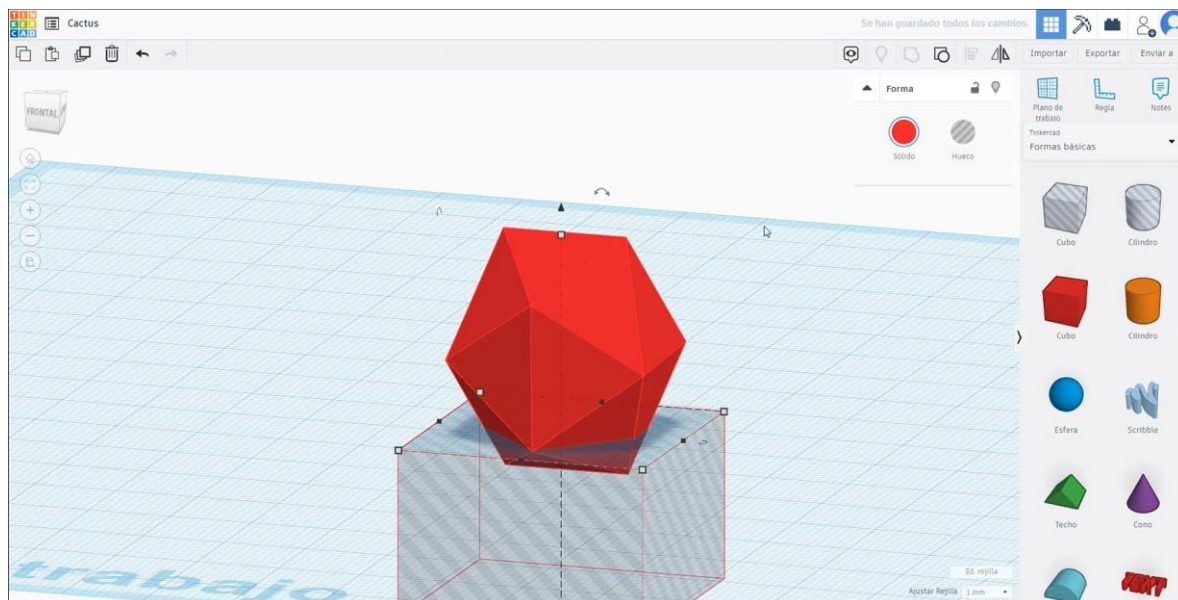 TIN
KER
CAD
Cactus
Se han guardado todos los cambios.
Importar
Exportar
Enviar a
FRONTAL
Forma
Sólido
Hueco
Plano de
trabajo
Regla
Notes
Tinkercad
Formas básicas
Cubo
Cilindro
Cubo
Cilindro
Esfera
Scribble
Techo
Cono
TEXT
trabajo
Ed. rejilla
Ajustar Rejilla
1 mm